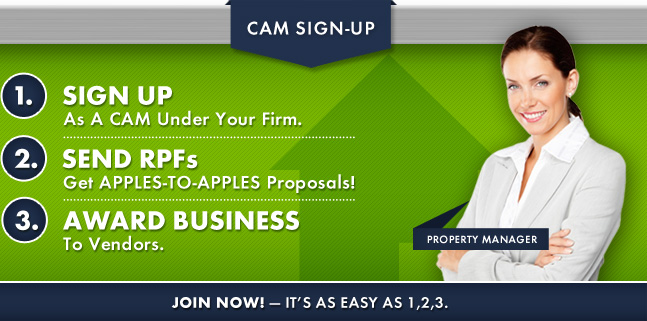 CAM SIGN-UP
1. SIGN UP
As A CAM Under Your Firm.
2. SEND RPFs
Get APPLES-TO-APPLES Proposals!
3. AWARD BUSINESS
To Vendors.
PROPERTY MANAGER
JOIN NOW! — IT'S AS EASY AS 1,2,3.